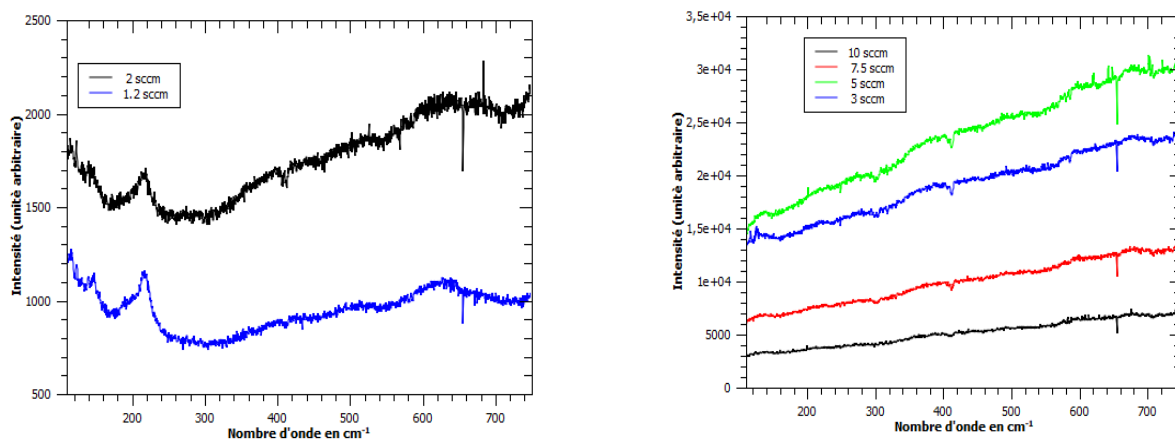 2500
2000
1500
1000
500
2 sccm
1.2 sccm
Intensité (unité arbitraire)
200 300 400 500 600 700
Nombre d'onde en cm⁻¹
3,5e+04
3e+04
2,5e+04
2e+04
1,5e+04
1e+04
5000
0
10 sccm
7.5 sccm
5 sccm
3 sccm
Intensité (unité arbitraire)
200 300 400 500 600 700
Nombre d'onde en cm⁻¹